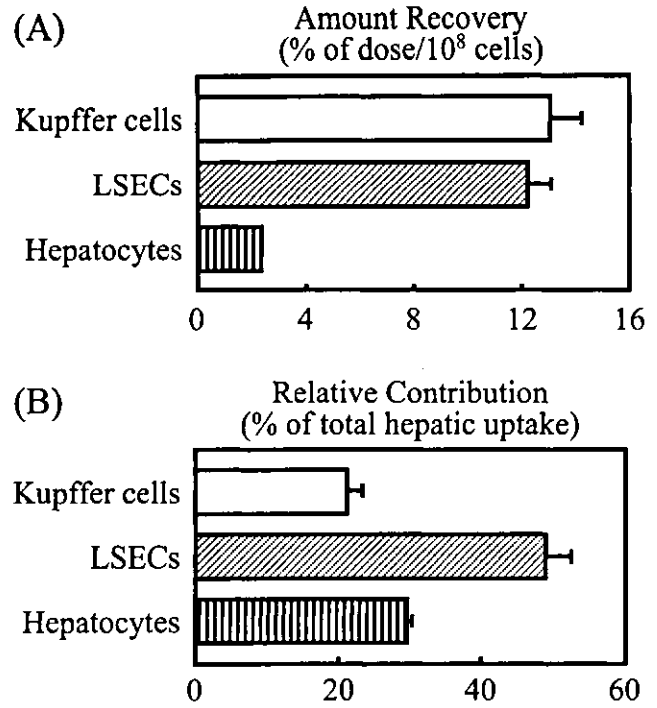 (A)
Amount Recovery
(% of dose/10⁸ cells)
Kupffer cells
LSECs
Hepatocytes
0 4 8 12 16
(B)
Relative Contribution
(% of total hepatic uptake)
Kupffer cells
LSECs
Hepatocytes
0 20 40 60